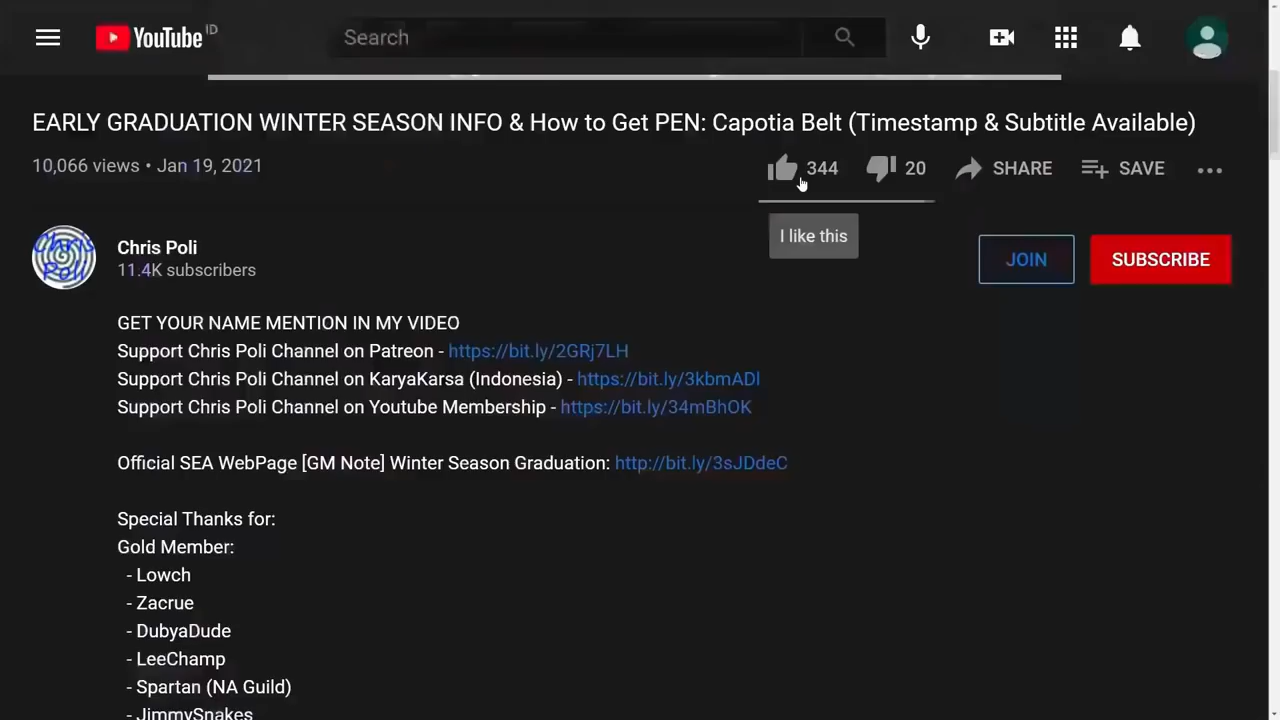 YouTube ID
Search
EARLY GRADUATION WINTER SEASON INFO & How to Get PEN: Capotia Belt (Timestamp & Subtitle Available)
10,066 views • Jan 19, 2021
344 20 SHARE SAVE
I like this
Chris Poli
Chris Poli
11.4K subscribers
JOIN SUBSCRIBE
GET YOUR NAME MENTION IN MY VIDEO
Support Chris Poli Channel on Patreon - https://bit.ly/2GRj7LH
Support Chris Poli Channel on KaryaKarsa (Indonesia) - https://bit.ly/3kbmADl
Support Chris Poli Channel on Youtube Membership - https://bit.ly/34mBhOK
Official SEA WebPage [GM Note] Winter Season Graduation: http://bit.ly/3sJDdeC
Special Thanks for:
Gold Member:
- Lowch
- Zacrue
- DubyaDude
- LeeChamp
- Spartan (NA Guild)
- JimmySnakes